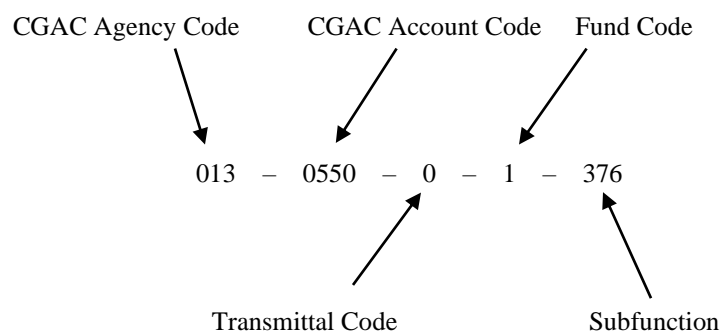 CGAC Agency Code CGAC Account Code Fund Code
013 – 0550 – 0 – 1 – 376
Transmittal Code Subfunction